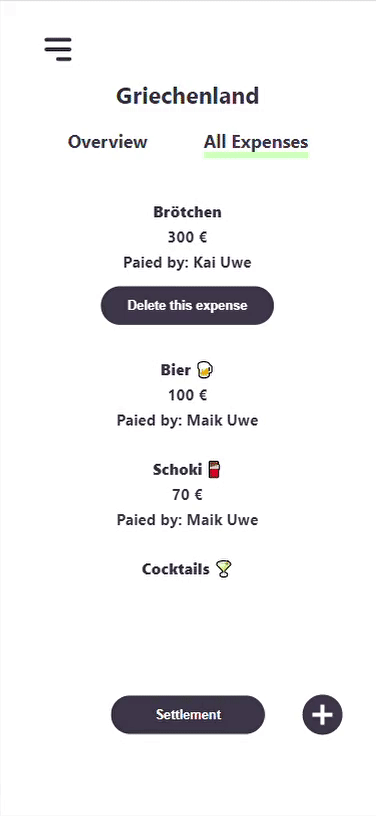 Griechenland
Overview All Expenses
Brötchen
300 €
Paied by: Kai Uwe
Delete this expense
Bier 🍺
100 €
Paied by: Maik Uwe
Schoki 🍫
70 €
Paied by: Maik Uwe
Cocktails 🍸
Settlement